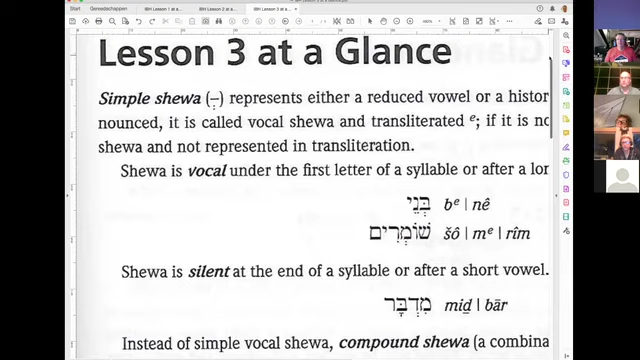 Start
Gereedschappen
Lesson 3 at a Glance
Simple shewa (––ְ) represents either a reduced vowel or a histor
nounced, it is called vocal shewa and transliterated ᵉ; if it is no
shewa and not represented in transliteration.
Shewa is vocal under the first letter of a syllable or after a lon
בְּנֵי bᵉ | nê
שׁוֹמְרִים šô | mᵉ | rîm
Shewa is silent at the end of a syllable or after a short vowel.
מִדְבָּר miḏ | bār
Instead of simple vocal shewa, compound shewa (a combina